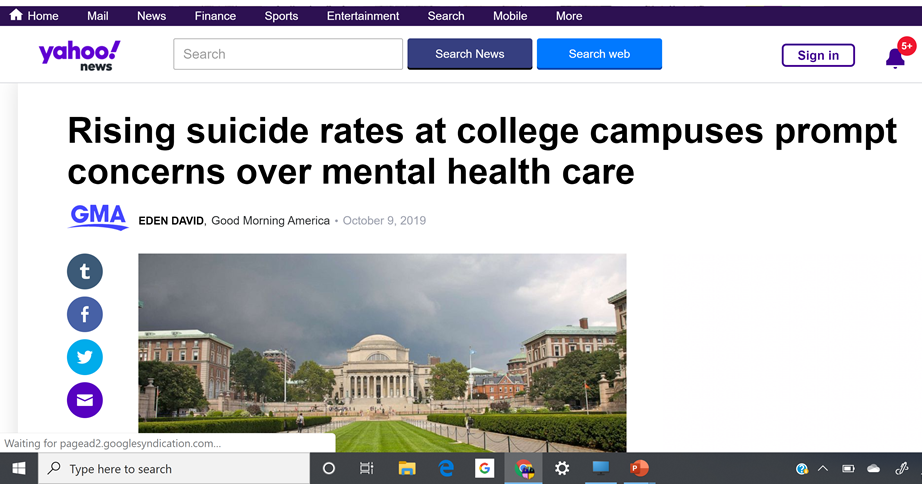 Home Mail News Finance Sports Entertainment Search Mobile More
yahoo!
news
Search
Search News
Search web
Sign in
5+
Rising suicide rates at college campuses prompt
concerns over mental health care
GMA
EDEN DAVID, Good Morning America • October 9, 2019
t
f
Waiting for pagead2.googlesyndication.com...
Type here to search